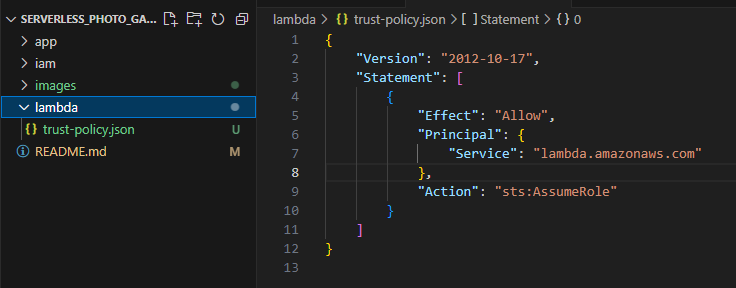 SERVERLESS_PHOTO_GA...
app
iam
images
lambda
trust-policy.json U
README.md M
lambda > trust-policy.json > [ ] Statement > {} 0
1 {
2     "Version": "2012-10-17",
3     "Statement": [
4         {
5             "Effect": "Allow",
6             "Principal": {
7                 "Service": "lambda.amazonaws.com"
8             },
9             "Action": "sts:AssumeRole"
10         }
11     ]
12 }
13